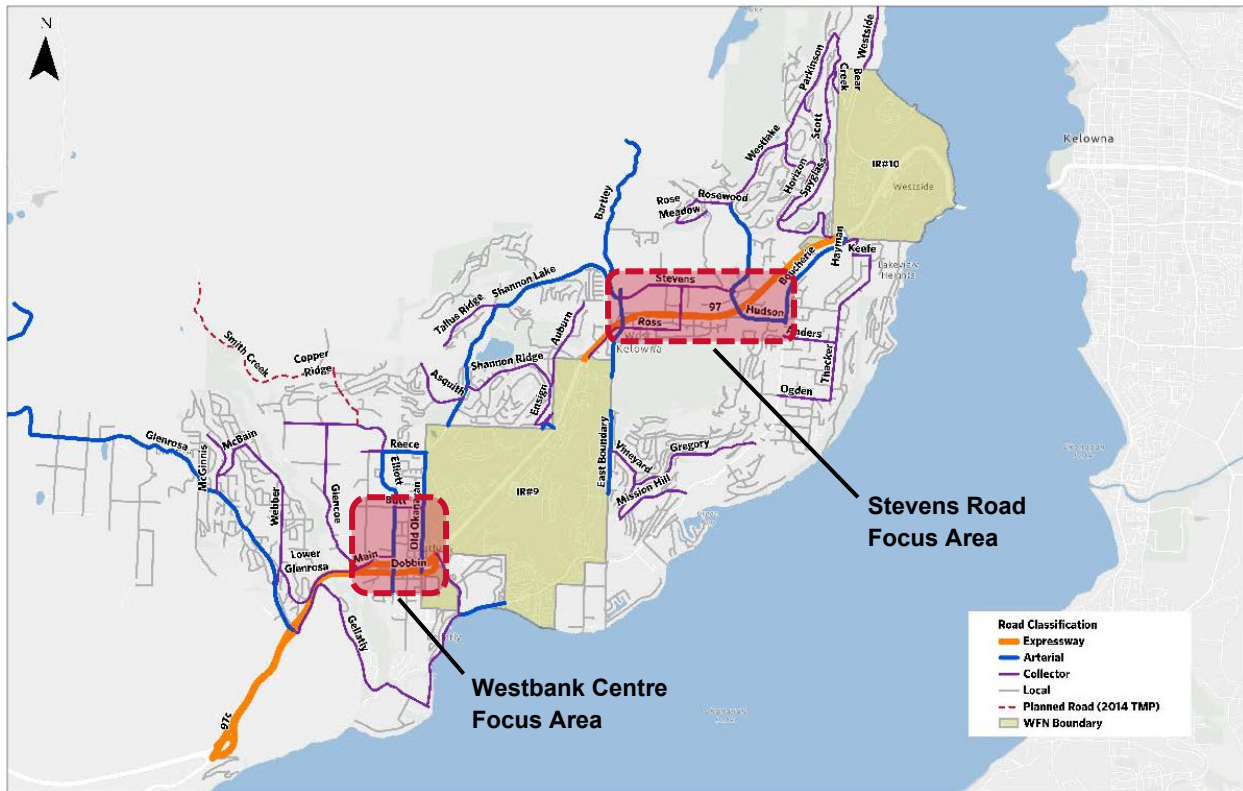 N
Westside
Parkinson
Bear
Creek
Scott
Kelowna
Westlake
Horizon
Spyglass
IR#10
Westside
Bartley
Rosewood
Rose
Meadow
Hayman
Keefe
Boucherie
Lakeview
Heights
Stevens
97
Hudson
Ross
Kelowna
Shannon Lake
Tallus Ridge
Auburn
Anders
Thacker
Ogden
Smith Creek
Copper
Ridge
Shannon Ridge
Asquith
Ensign
Glenrosa
McBain
McGinnis
Reece
Elliott
East Boundary
Vineyard
Gregory
Mission Hill
IR#9
Webber
Glencoe
Butt
Old Okanagan
Stevens Road
Focus Area
Lower
Glenrosa
Main
Dobbin
Gellatly
Westbank Centre
Focus Area
97c
Road Classification
Expressway
Arterial
Collector
Local
Planned Road (2014 TMP)
WFN Boundary